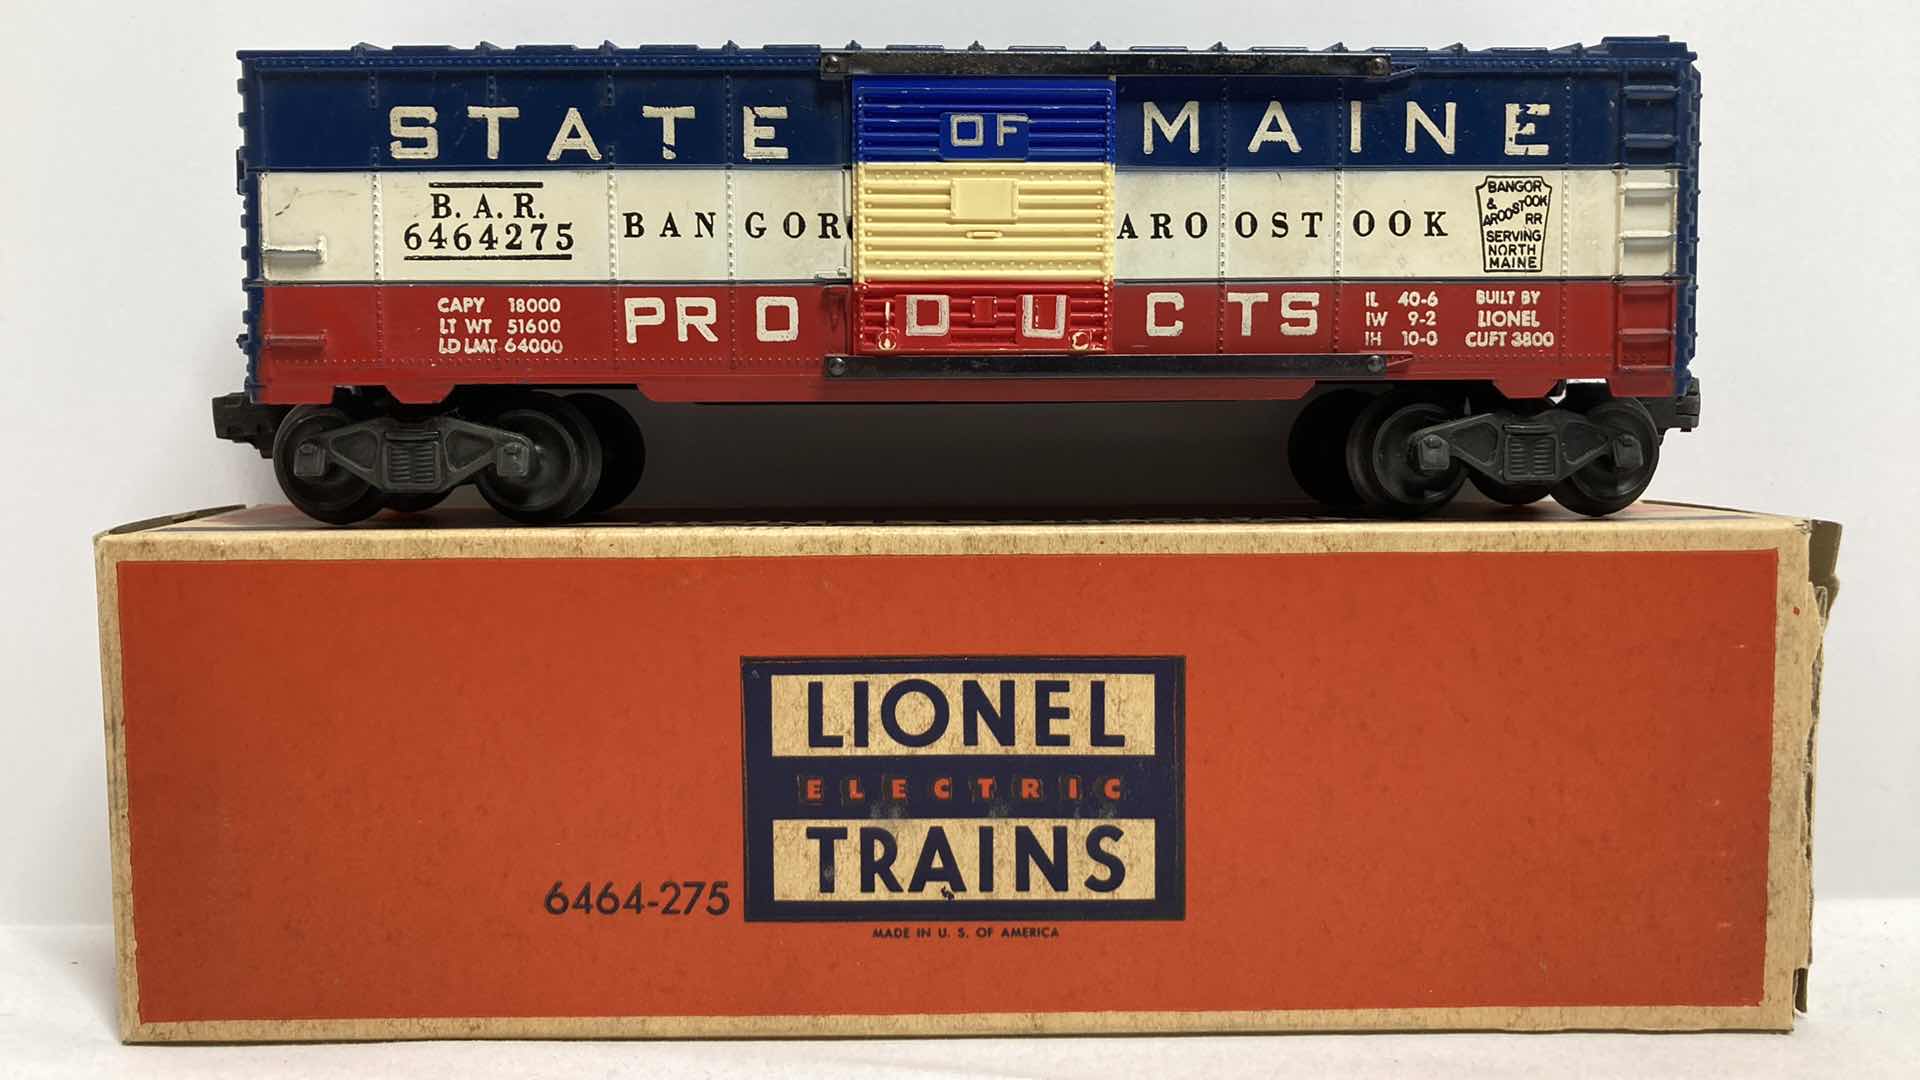 STATE OF MAINE
B. A. R.
6464275
BANGOR AROOSTOOK
BANGOR
&
AROOSTOOK
RR
SERVING
NORTH
MAINE
PRODUCTS
CAPY 18000
LT WT 51600
LD LMT 64000
IL 40-6
IW 9-2
IH 10-0
BUILT BY
LIONEL
CUFT 3800
LIONEL
ELECTRIC
TRAINS
6464-275
MADE IN U. S. OF AMERICA